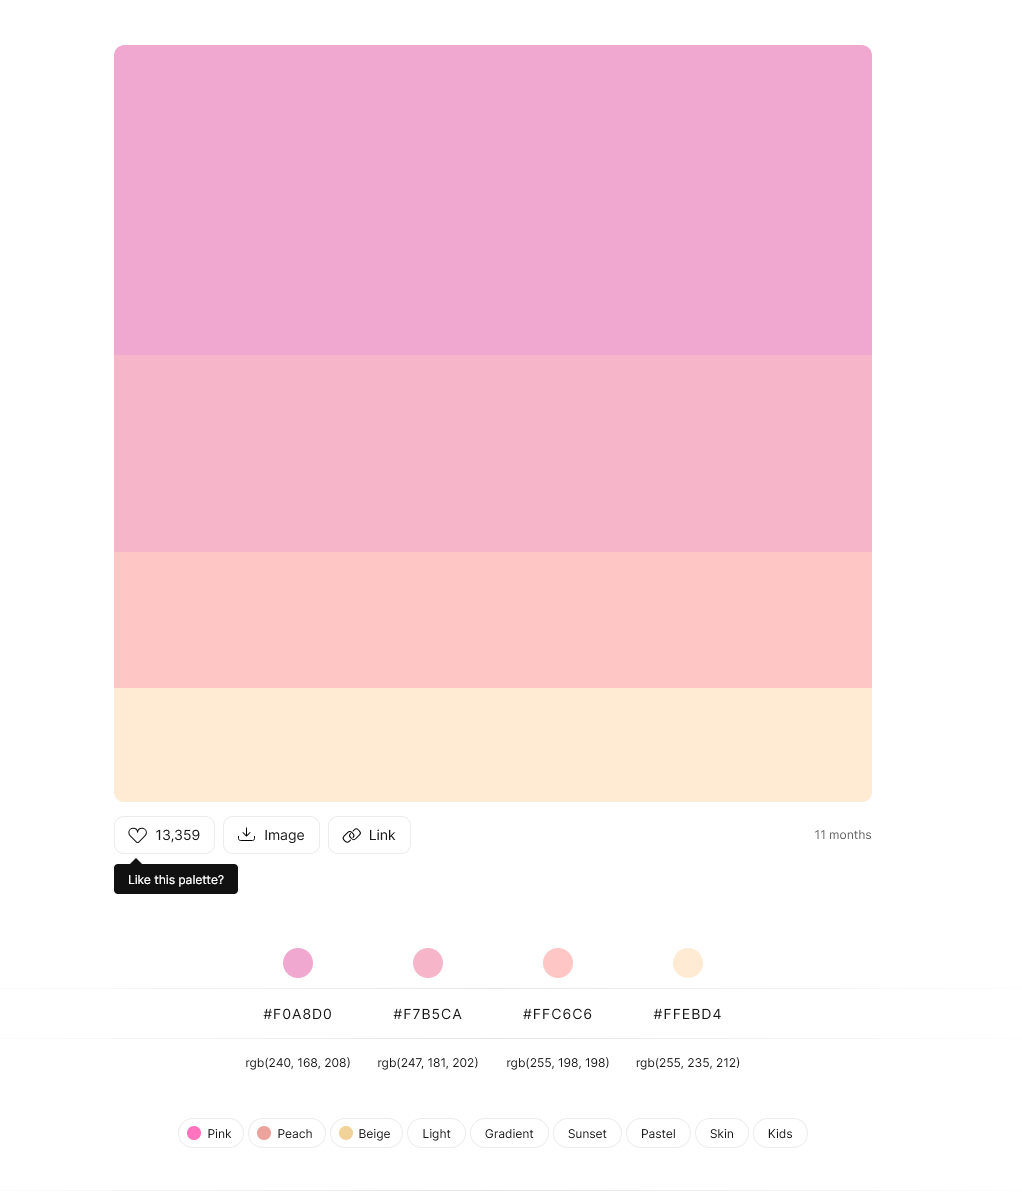 13,359 Image Link 11 months
Like this palette?
#F0A8D0 #F7B5CA #FFC6C6 #FFEBD4
rgb(240, 168, 208) rgb(247, 181, 202) rgb(255, 198, 198) rgb(255, 235, 212)
Pink Peach Beige Light Gradient Sunset Pastel Skin Kids